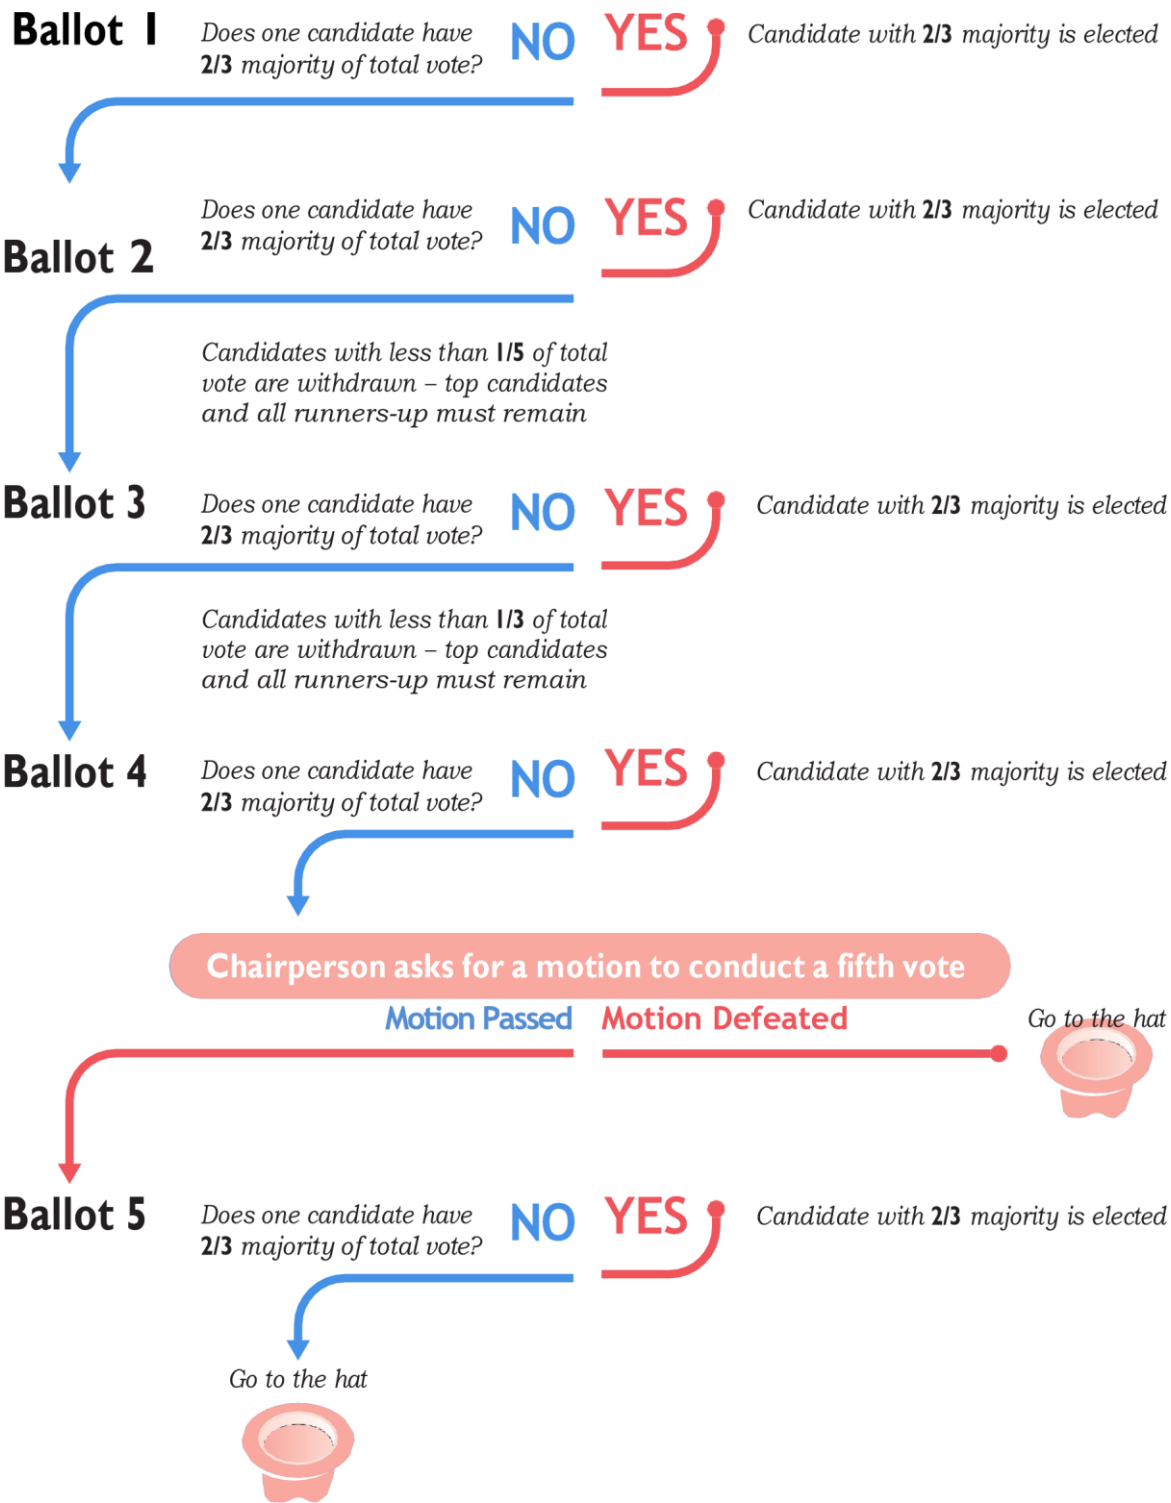 Ballot 1
Does one candidate have
2/3 majority of total vote?
NO
YES
Candidate with 2/3 majority is elected
Ballot 2
Does one candidate have
2/3 majority of total vote?
NO
YES
Candidate with 2/3 majority is elected
Candidates with less than 1/5 of total
vote are withdrawn – top candidates
and all runners-up must remain
Ballot 3
Does one candidate have
2/3 majority of total vote?
NO
YES
Candidate with 2/3 majority is elected
Candidates with less than 1/3 of total
vote are withdrawn – top candidates
and all runners-up must remain
Ballot 4
Does one candidate have
2/3 majority of total vote?
NO
YES
Candidate with 2/3 majority is elected
Chairperson asks for a motion to conduct a fifth vote
Motion Passed
Motion Defeated
Go to the hat
Ballot 5
Does one candidate have
2/3 majority of total vote?
NO
YES
Candidate with 2/3 majority is elected
Go to the hat